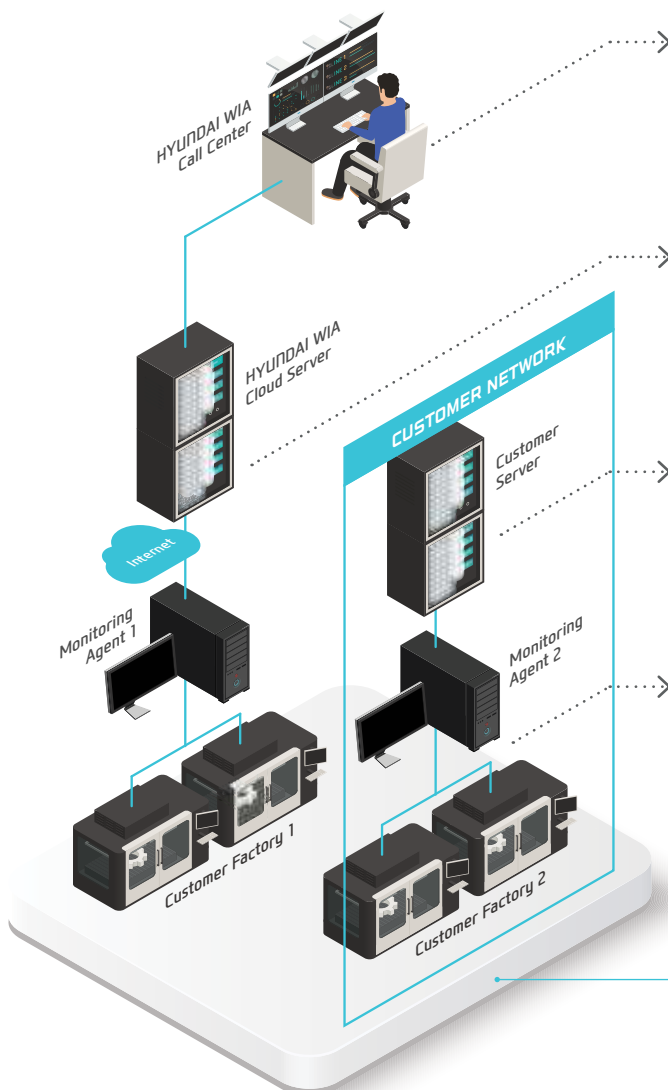 HYUNDAI WIA
Call Center
HYUNDAI WIA
Cloud Server
CUSTOMER NETWORK
Customer
Server
Internet
Monitoring
Agent 1
Monitoring
Agent 2
Customer Factory 1
Customer Factory 2